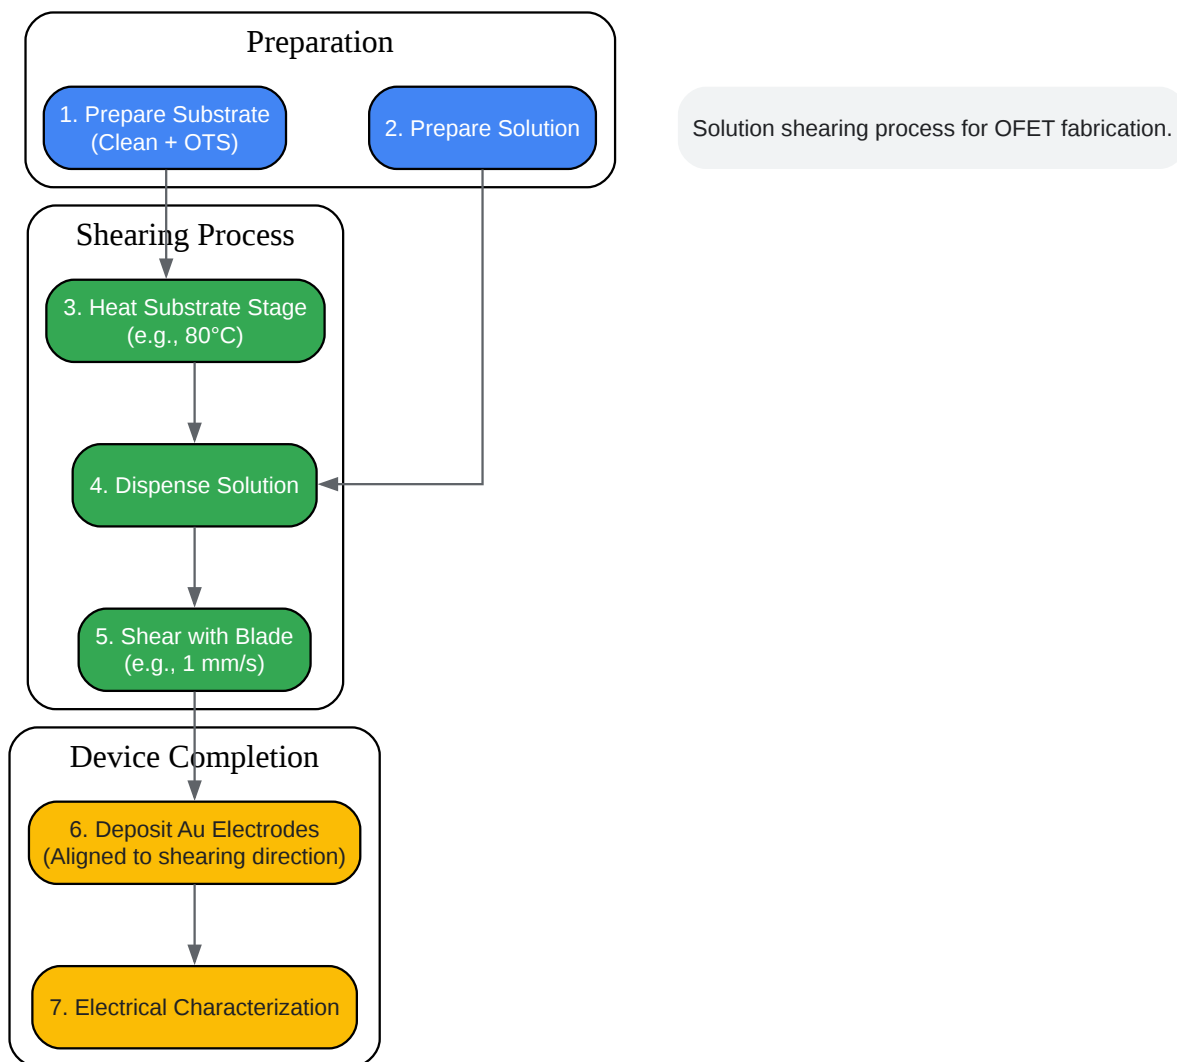 Preparation
1. Prepare Substrate
(Clean + OTS)
2. Prepare Solution
Solution shearing process for OFET fabrication.
Shearing Process
3. Heat Substrate Stage
(e.g., 80°C)
4. Dispense Solution
5. Shear with Blade
(e.g., 1 mm/s)
Device Completion
6. Deposit Au Electrodes
(Aligned to shearing direction)
7. Electrical Characterization